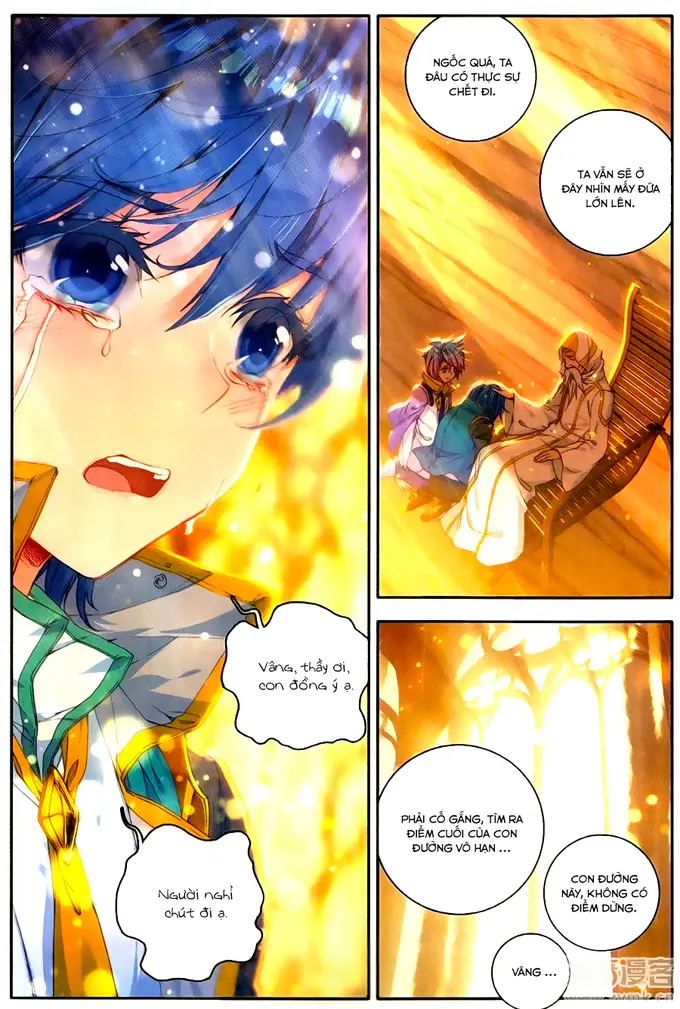 NGỐC QUÁ, TA
ĐÂU CÓ THỰC SỰ
CHẾT ĐI.
TA VẪN SẼ Ở
ĐÂY NHÌN MẤY ĐỨA
LỚN LÊN.
Vâng, thầy ơi,
con đồng ý ạ.
Người nghỉ
chút đi ạ.
PHẢI CỐ GẮNG, TÌM RA
ĐIỂM CUỐI CỦA CON
ĐƯỜNG VÔ HẠN ...
CON ĐƯỜNG
NÀY, KHÔNG CÓ
ĐIỂM DỪNG.
VÂNG ...
漫客